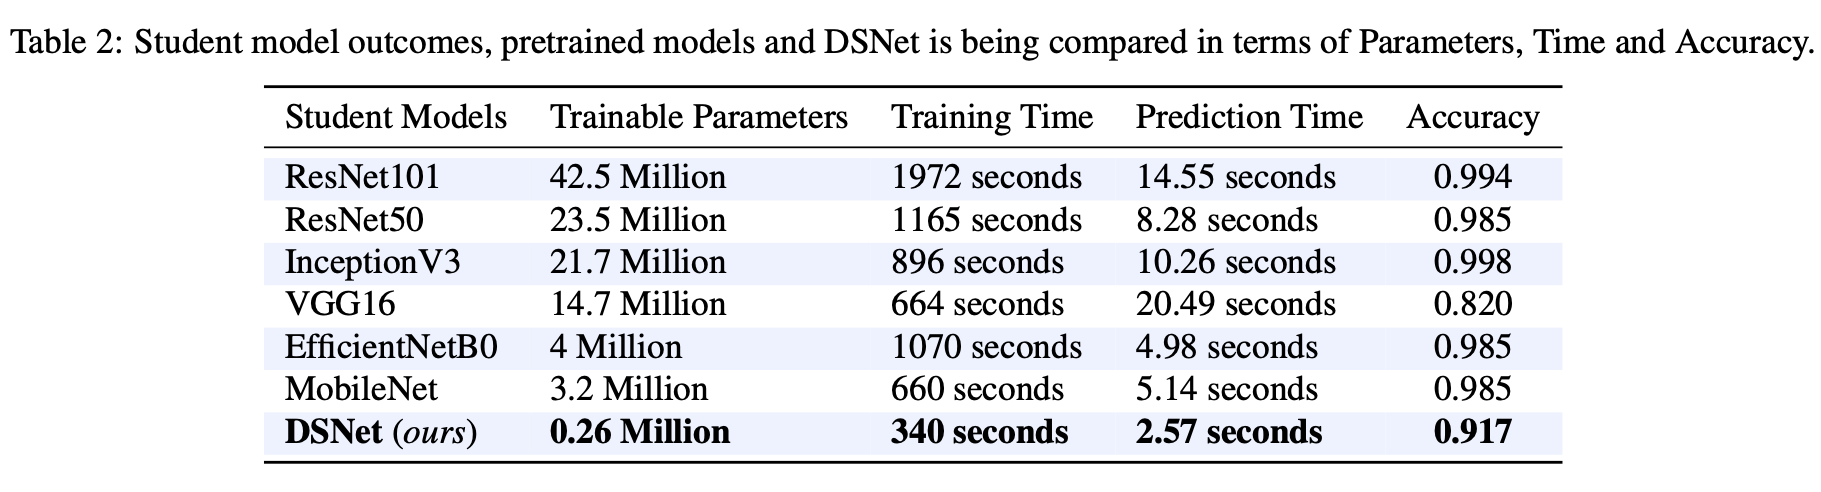 Table 2: Student model outcomes, pretrained models and DSNet is being compared in terms of Parameters, Time and Accuracy.
Student Models Trainable Parameters Training Time Prediction Time Accuracy
ResNet101 42.5 Million 1972 seconds 14.55 seconds 0.994
ResNet50 23.5 Million 1165 seconds 8.28 seconds 0.985
InceptionV3 21.7 Million 896 seconds 10.26 seconds 0.998
VGG16 14.7 Million 664 seconds 20.49 seconds 0.820
EfficientNetB0 4 Million 1070 seconds 4.98 seconds 0.985
MobileNet 3.2 Million 660 seconds 5.14 seconds 0.985
DSNet (ours) 0.26 Million 340 seconds 2.57 seconds 0.917